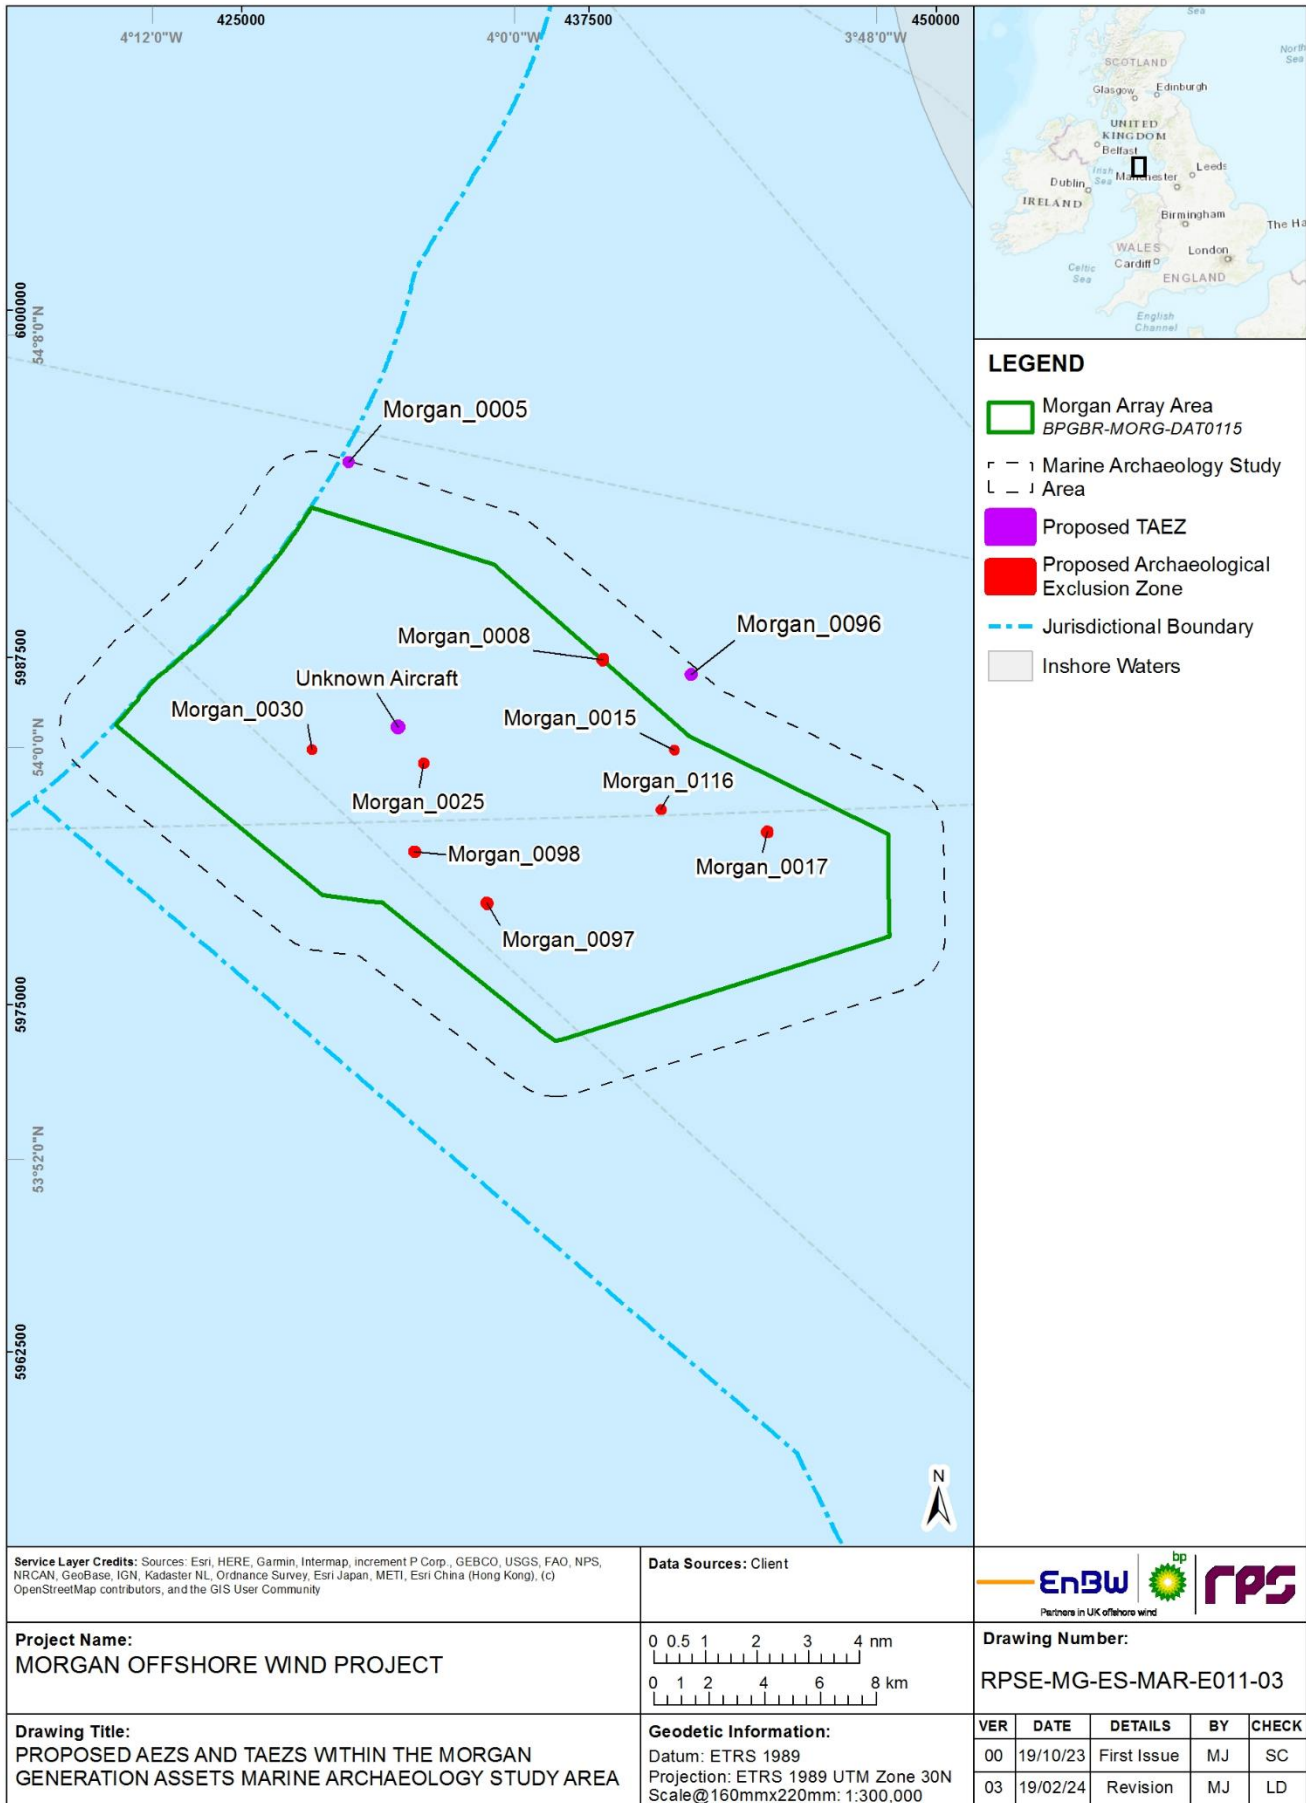 425000
437500
450000
4°12'0"W
4°0'0"W
3°48'0"W
6000000
54°8'0"N
5987500
54°0'0"N
5975000
53°52'0"N
5962500
Morgan_0005
Morgan_0008
Morgan_0096
Unknown Aircraft
Morgan_0030
Morgan_0015
Morgan_0116
Morgan_0025
Morgan_0098
Morgan_0017
Morgan_0097
N
Sea
North
Sea
SCOTLAND
Glasgow
Edinburgh
UNITED
KINGDOM
Belfast
Irish
Sea
Manchester
Leeds
Dublin
IRELAND
Birmingham
The Ha
WALES
London
Cardiff
ENGLAND
Celtic
Sea
English
Channel
LEGEND
Morgan Array Area
BPGBR-MORG-DAT0115
Marine Archaeology Study
Area
Proposed TAEZ
Proposed Archaeological
Exclusion Zone
Jurisdictional Boundary
Inshore Waters
Service Layer Credits: Sources: Esri, HERE, Garmin, Intermap, increment P Corp., GEBCO, USGS, FAO, NPS,
NRCAN, GeoBase, IGN, Kadaster NL, Ordnance Survey, Esri Japan, METI, Esri China (Hong Kong), (c)
OpenStreetMap contributors, and the GIS User Community
Data Sources: Client
EnBW
bp
rps
Partners in UK offshore wind
Project Name:
MORGAN OFFSHORE WIND PROJECT
0 0.5 1 2 3 4 nm
0 1 2 4 6 8 km
Drawing Number:
RPSE-MG-ES-MAR-E011-03
Drawing Title:
PROPOSED AEZS AND TAEZS WITHIN THE MORGAN
GENERATION ASSETS MARINE ARCHAEOLOGY STUDY AREA
Geodetic Information:
Datum: ETRS 1989
Projection: ETRS 1989 UTM Zone 30N
Scale@160mmx220mm: 1:300,000
VER DATE DETAILS BY CHECK
00 19/10/23 First Issue MJ SC
03 19/02/24 Revision MJ LD